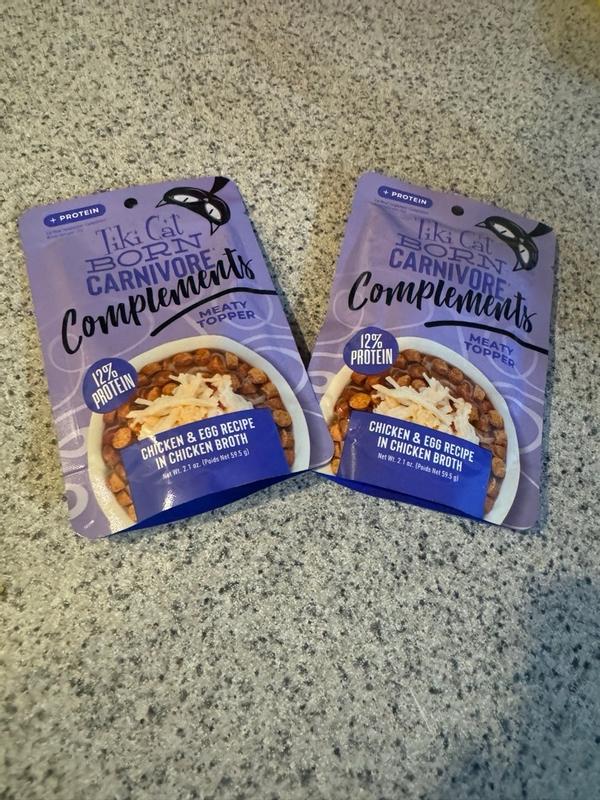 + PROTEIN
Tiki Cat
BORN
CARNIVORE
Complements
MEATY
TOPPER
12%
PROTEIN
CHICKEN & EGG RECIPE
IN CHICKEN BROTH
Net Wt. 2.1 oz. (Poids Net 59.5 g)
+ PROTEIN
Tiki Cat
BORN
CARNIVORE
Complements
MEATY
TOPPER
12%
PROTEIN
CHICKEN & EGG RECIPE
IN CHICKEN BROTH
Net Wt. 2.1 oz. (Poids Net 59.5 g)